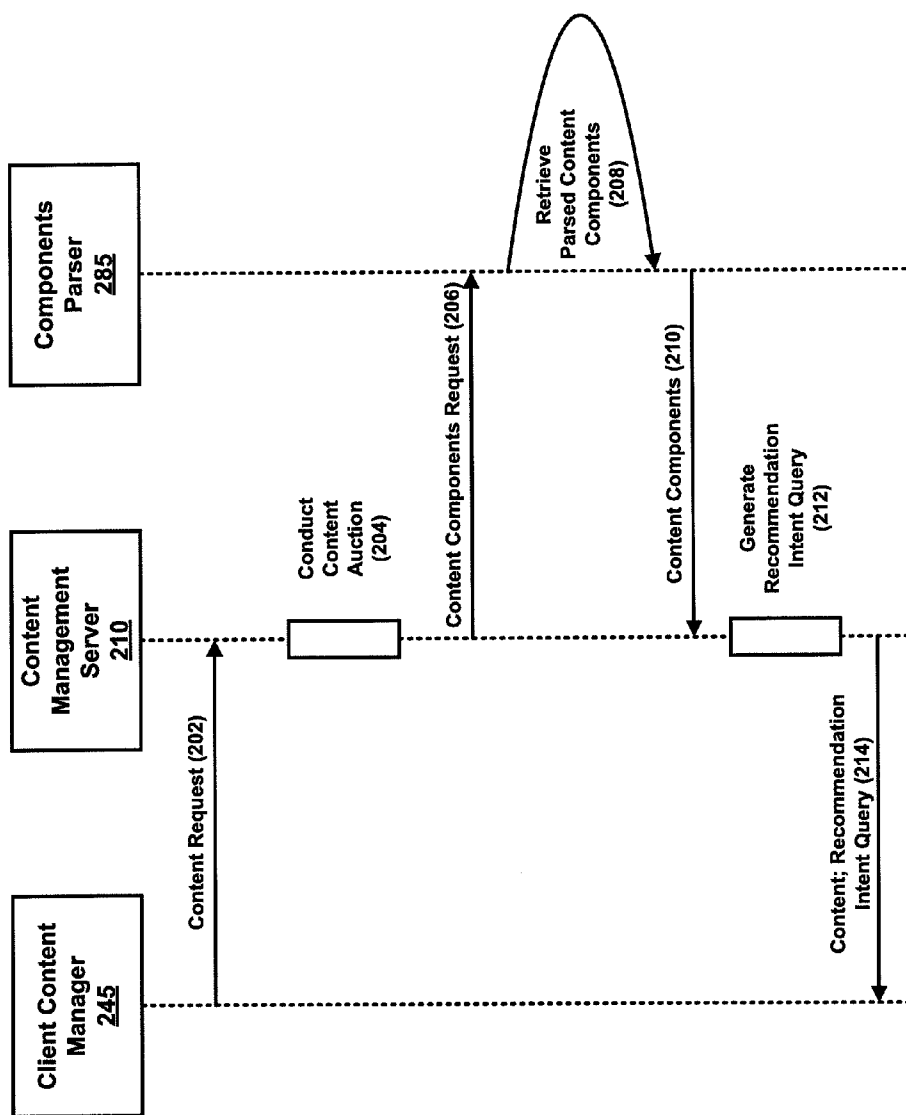 Client Content
Manager
245
Content
Management
Server
210
Components
Parser
285
Content Request (202)
Conduct
Content
Auction
(204)
Content Components Request (206)
Retrieve
Parsed Content
Components
(208)
Content Components (210)
Generate
Recommendation
Intent Query
(212)
Content; Recommendation
Intent Query (214)